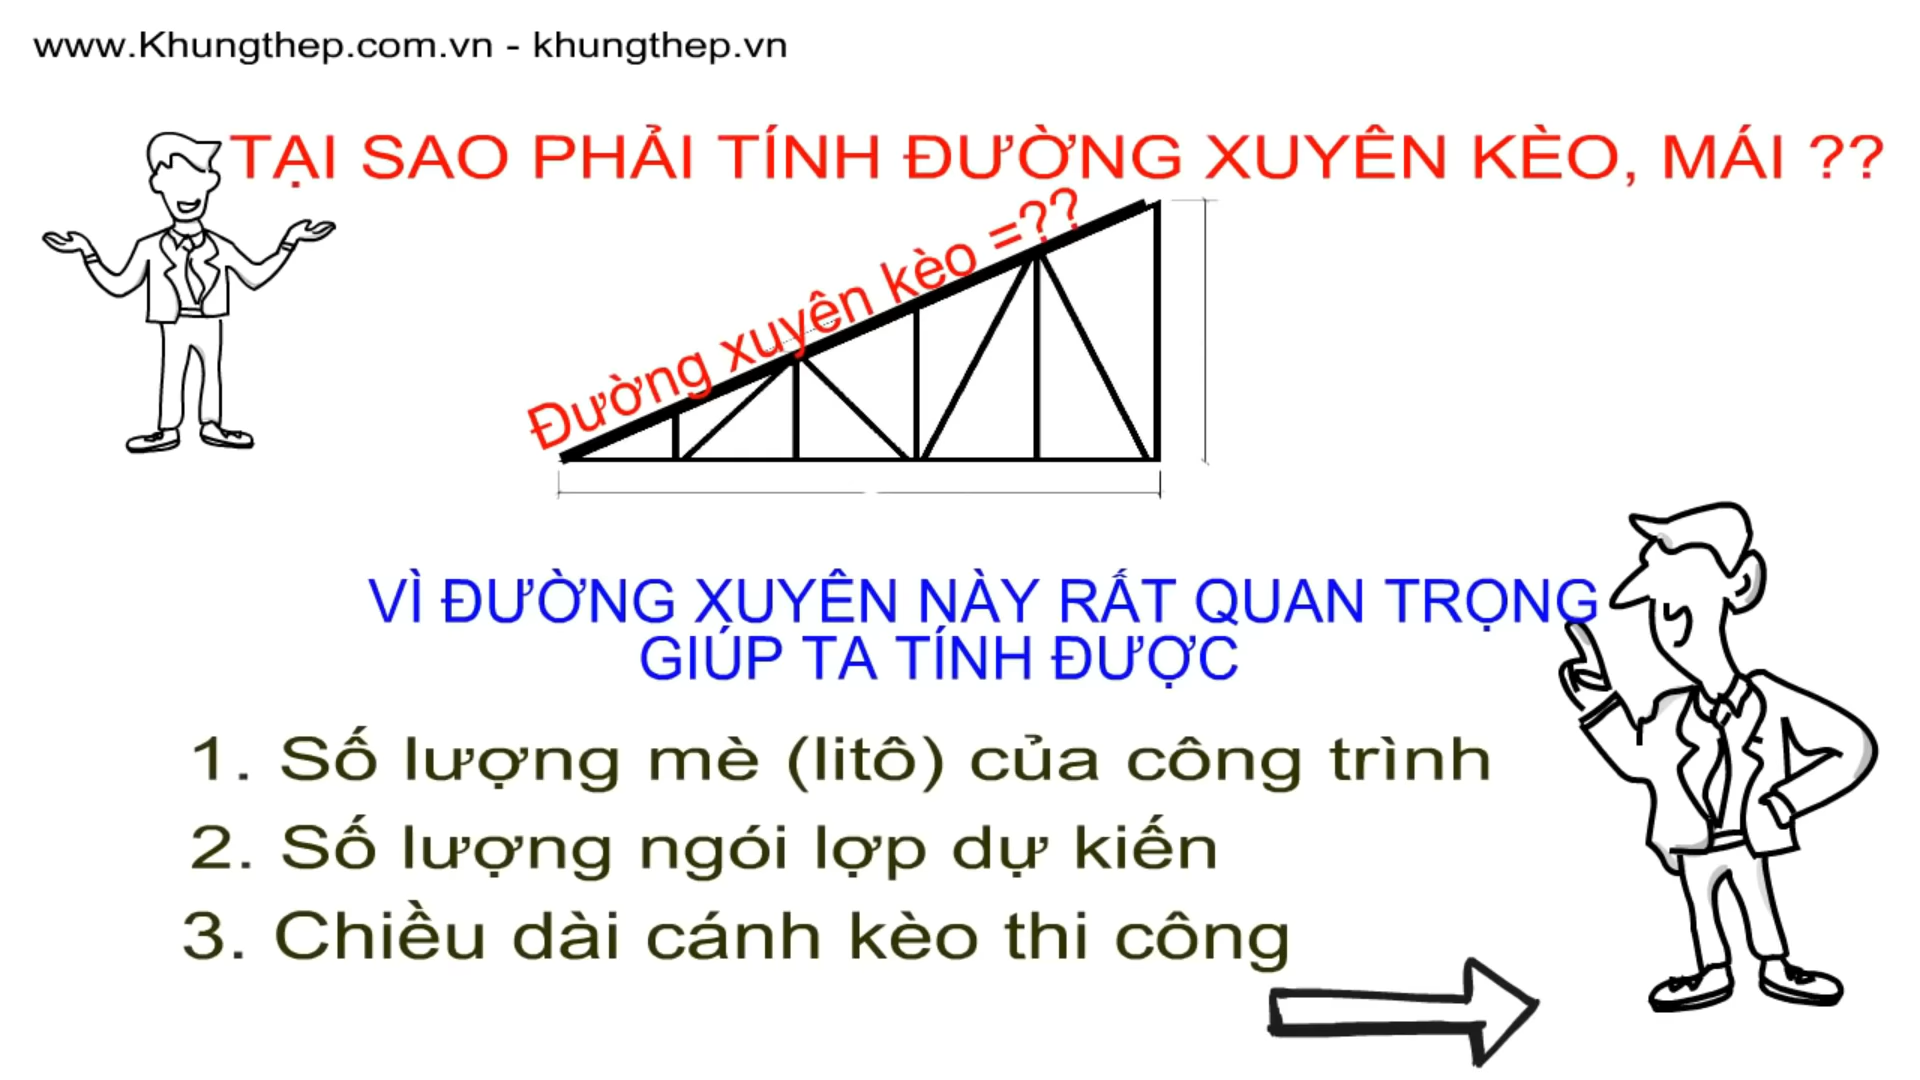 www.Khungthep.com.vn - khungthep.vn
TẠI SAO PHẢI TÍNH ĐƯỜNG XUYÊN KÈO, MÁI ??
Đường xuyên kèo =??
VÌ ĐƯỜNG XUYÊN NÀY RẤT QUAN TRỌNG
GIÚP TA TÍNH ĐƯỢC
1. Số lượng mè (litô) của công trình
2. Số lượng ngói lợp dự kiến
3. Chiều dài cánh kèo thi công